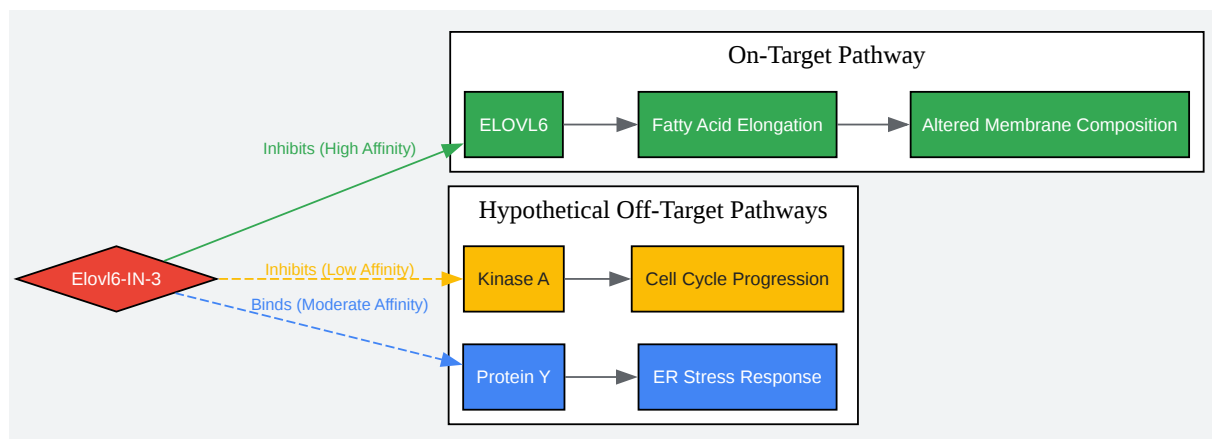 On-Target Pathway
ELOVL6
Fatty Acid Elongation
Altered Membrane Composition
Inhibits (High Affinity)
Hypothetical Off-Target Pathways
Elovl6-IN-3
Inhibits (Low Affinity)
Kinase A
Cell Cycle Progression
Binds (Moderate Affinity)
Protein Y
ER Stress Response